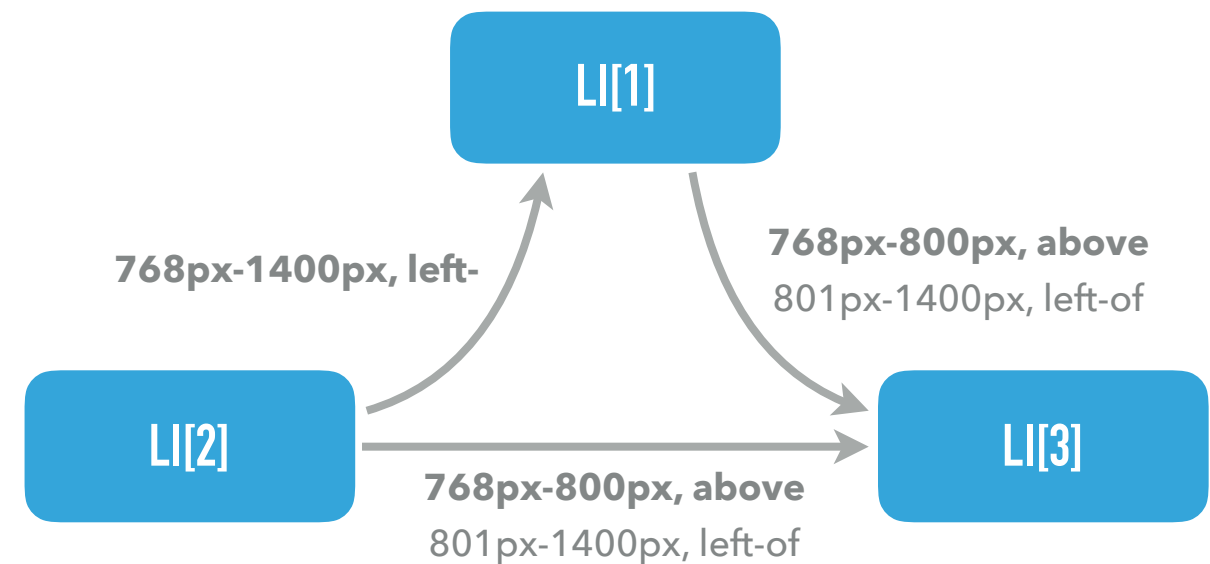 LI[1]
768px-1400px, left-
768px-800px, above
801px-1400px, left-of
LI[2]
LI[3]
768px-800px, above
801px-1400px, left-of